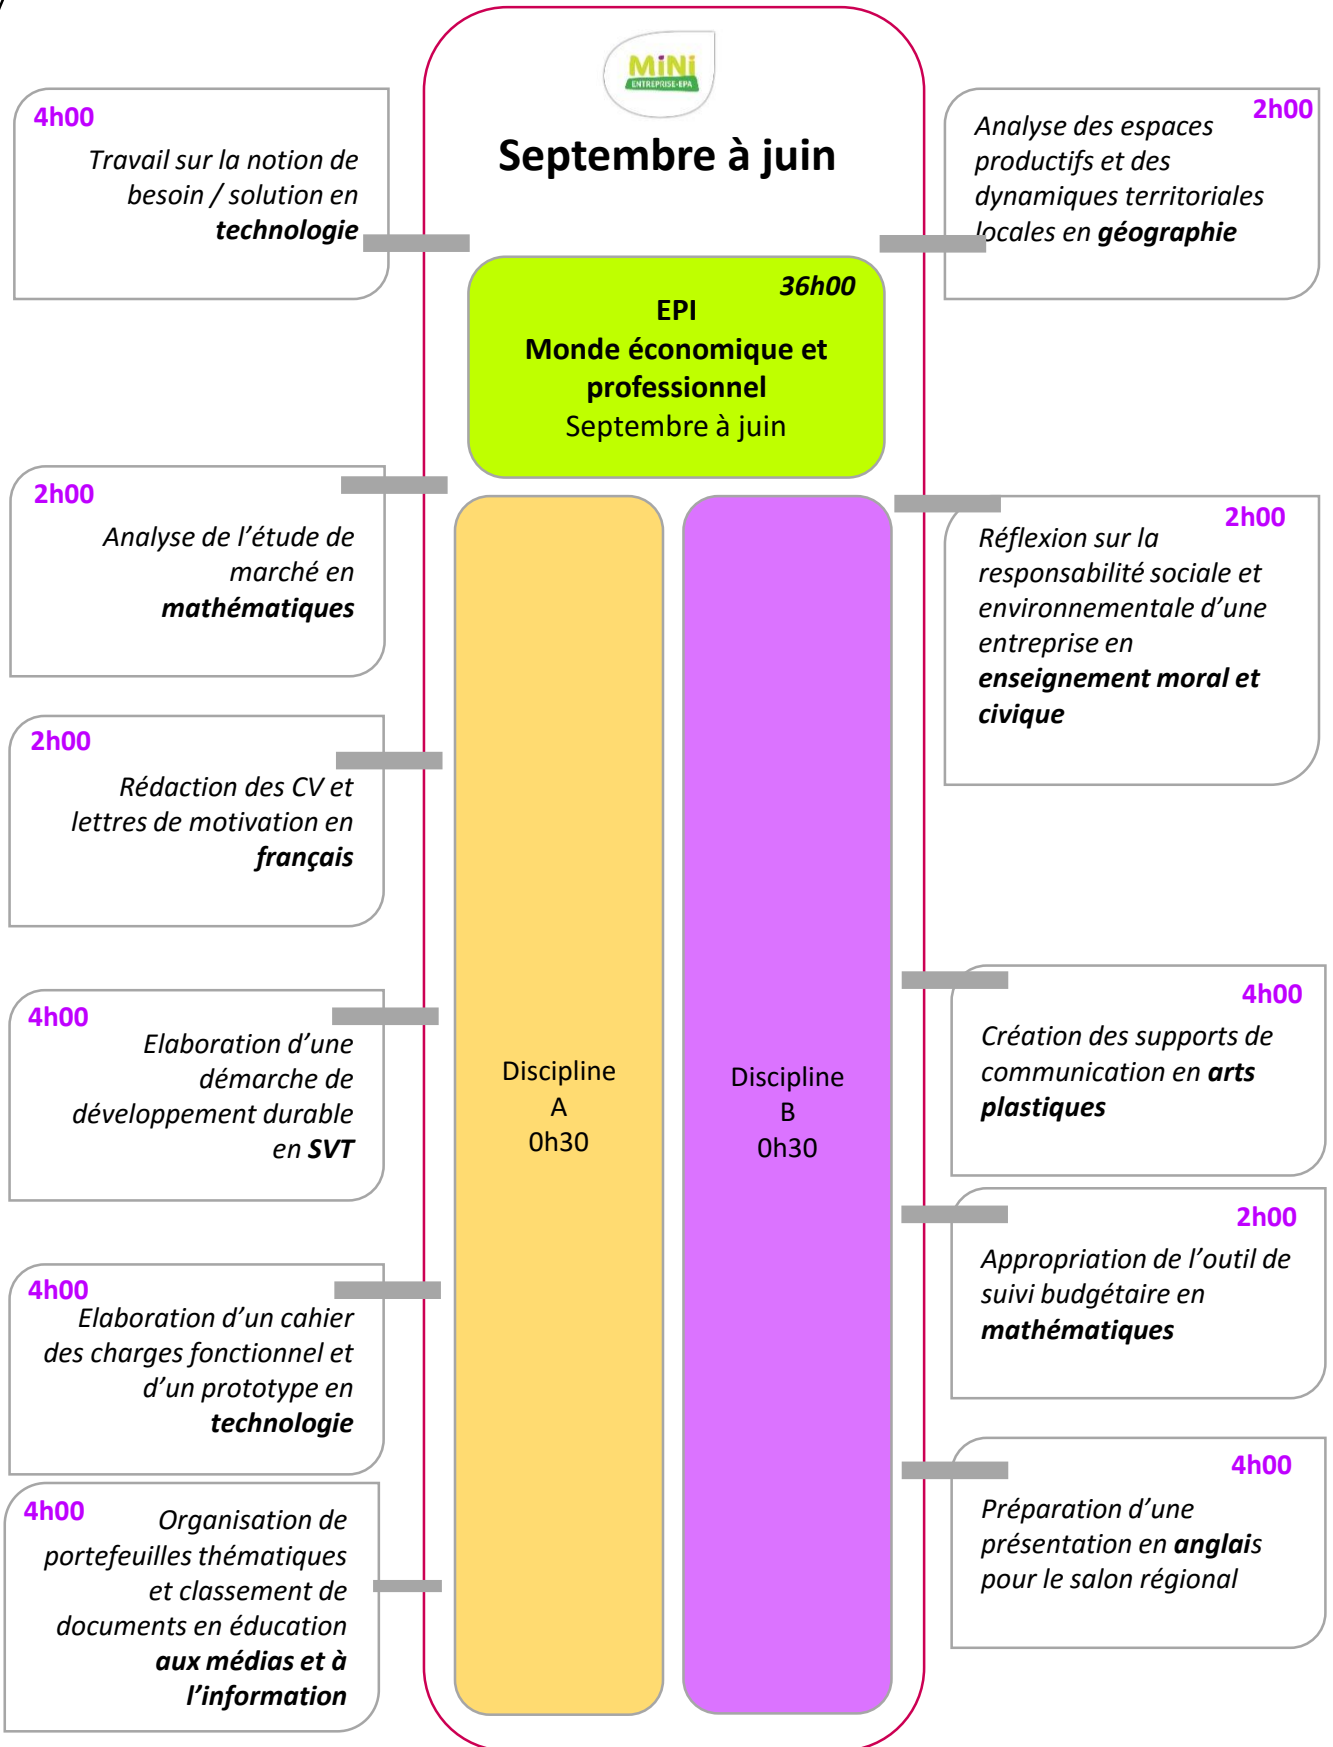 MiNi
ENTREPRISE-EPA
Septembre à juin
4h00
Travail sur la notion de
besoin / solution en
technologie
2h00
Analyse des espaces
productifs et des
dynamiques territoriales
locales en géographie
36h00
EPI
Monde économique et
professionnel
Septembre à juin
2h00
Analyse de l’étude de
marché en
mathématiques
2h00
Réflexion sur la
responsabilité sociale et
environnementale d’une
entreprise en
enseignement moral et
civique
2h00
Rédaction des CV et
lettres de motivation en
français
4h00
Elaboration d’une
démarche de
développement durable
en SVT
Discipline
A
0h30
Discipline
B
0h30
4h00
Création des supports de
communication en arts
plastiques
2h00
Appropriation de l’outil de
suivi budgétaire en
mathématiques
4h00
Elaboration d’un cahier
des charges fonctionnel et
d’un prototype en
technologie
4h00
Préparation d’une
présentation en anglais
pour le salon régional
4h00
Organisation de
portefeuilles thématiques
et classement de
documents en éducation
aux médias et à
l’information